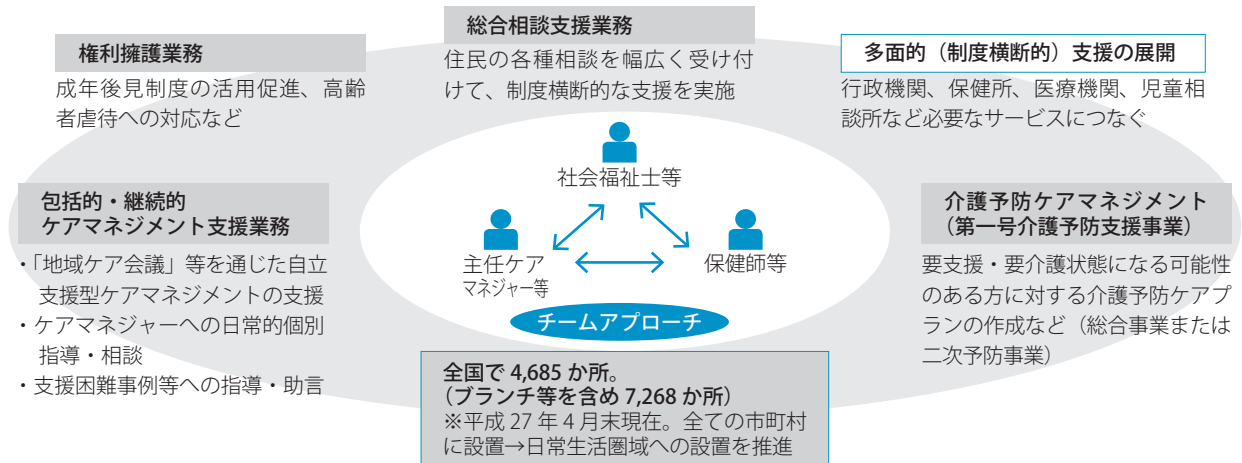 総合相談支援業務
住民の各種相談を幅広く受け付
けて、制度横断的な支援を実施
権利擁護業務
成年後見制度の活用促進、高齢
者虐待への対応など
多面的（制度横断的）支援の展開
行政機関、保健所、医療機関、児童相
談所など必要なサービスにつなぐ
社会福祉士等
主任ケア
マネジャー等
保健師等
チームアプローチ
包括的・継続的
ケアマネジメント支援業務
・「地域ケア会議」等を通じた自立
支援型ケアマネジメントの支援
・ケアマネジャーへの日常的個別
指導・相談
・支援困難事例等への指導・助言
介護予防ケアマネジメント
（第一号介護予防支援事業）
要支援・要介護状態になる可能性
のある方に対する介護予防ケアプ
ランの作成など（総合事業または
二次予防事業）
全国で 4,685 か所。
（ブランチ等を含め 7,268 か所）
※平成 27 年 4 月末現在。全ての市町村
に設置→日常生活圏域への設置を推進